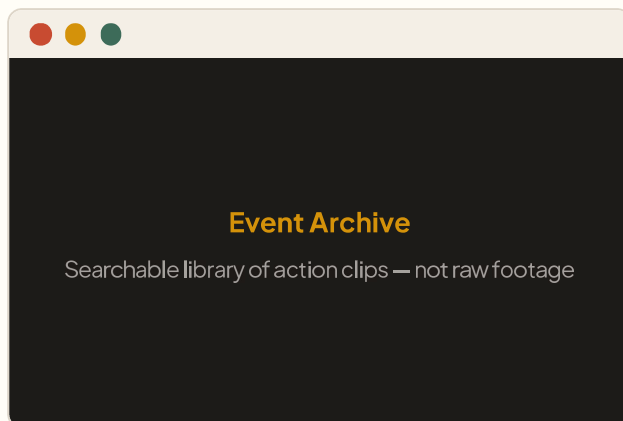 Event Archive
Searchable library of action clips — not raw footage